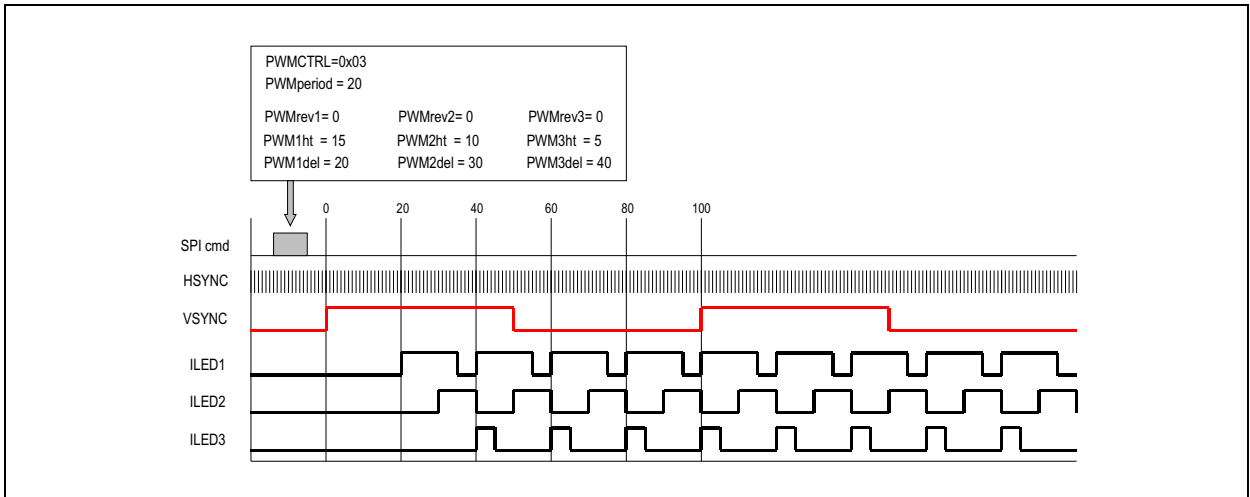 PWMCTRL=0x03
PWMperiod = 20
PWMrev1= 0 PWMrev2= 0 PWMrev3= 0
PWM1ht = 15 PWM2ht = 10 PWM3ht = 5
PWM1del = 20 PWM2del = 30 PWM3del = 40
0 20 40 60 80 100
SPI cmd
HSYNC
VSYNC
ILED1
ILED2
ILED3